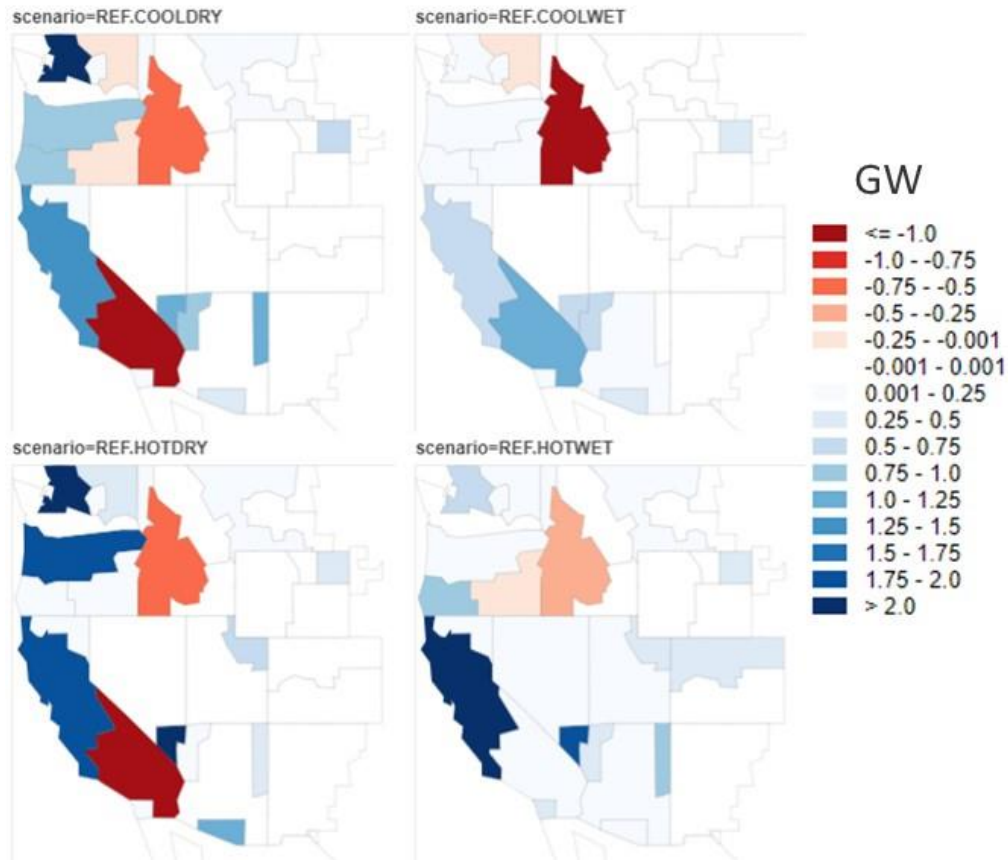 scenario=REF.COOLDRY
scenario=REF.COOLWET
scenario=REF.HOTDRY
scenario=REF.HOTWET
GW
<= -1.0
-1.0 - -0.75
-0.75 - -0.5
-0.5 - -0.25
-0.25 - -0.001
-0.001 - 0.001
0.001 - 0.25
0.25 - 0.5
0.5 - 0.75
0.75 - 1.0
1.0 - 1.25
1.25 - 1.5
1.5 - 1.75
1.75 - 2.0
> 2.0